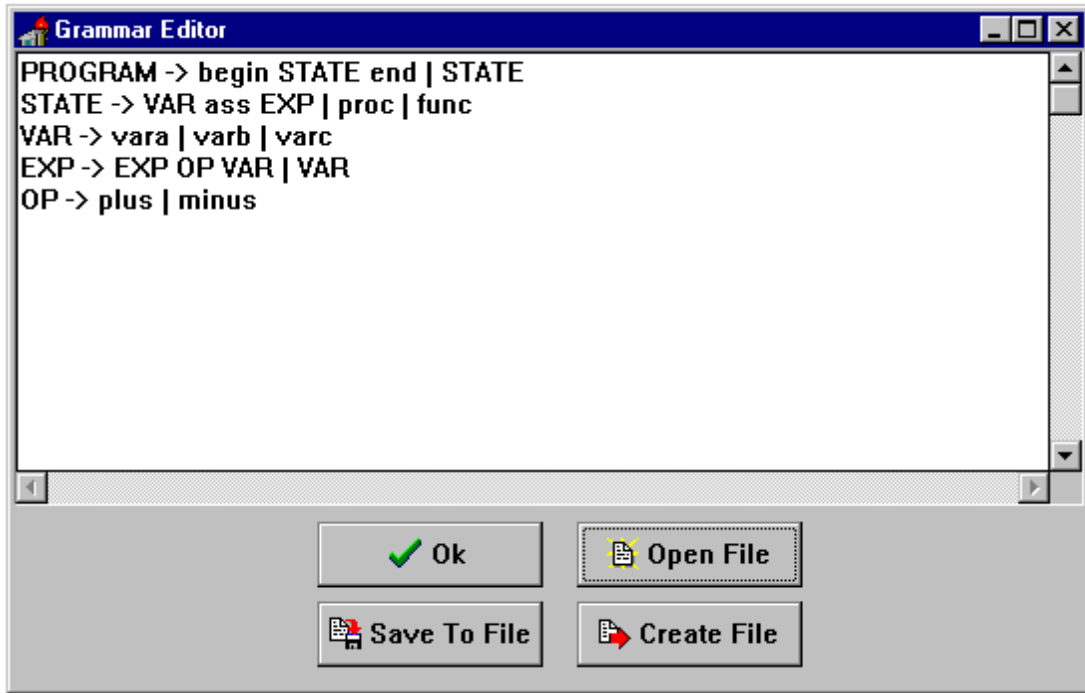 Grammar Editor
PROGRAM -> begin STATE end | STATE
STATE -> VAR ass EXP | proc | func
VAR -> vara | varb | varc
EXP -> EXP OP VAR | VAR
OP -> plus | minus
Ok
Open File
Save To File
Create File